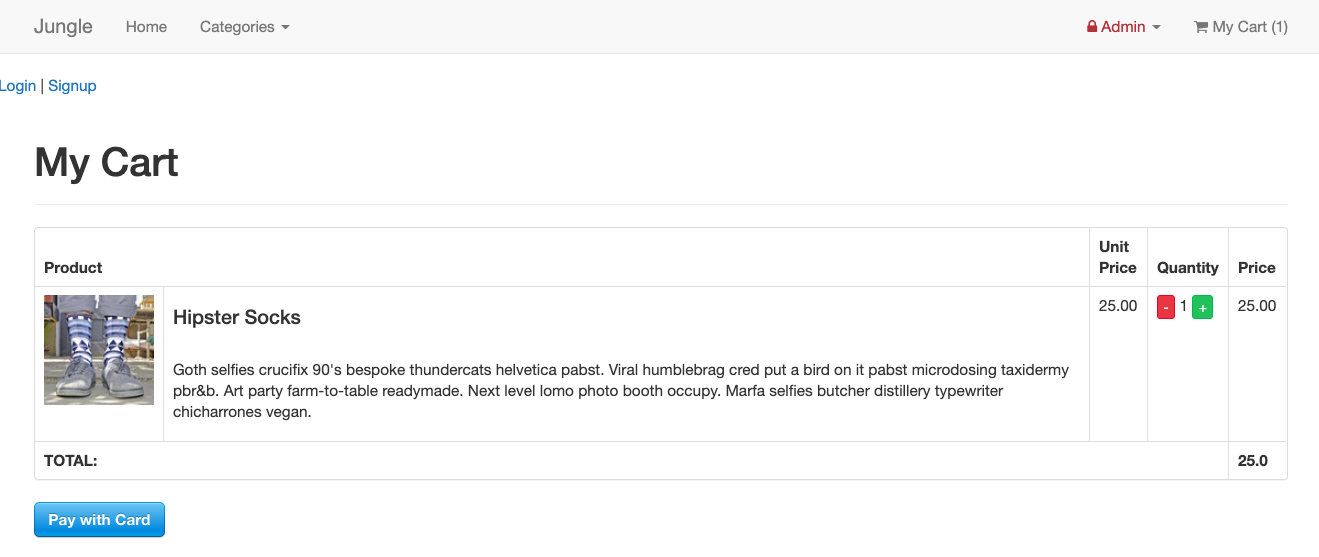 Jungle Home Categories Admin My Cart (1)
Login | Signup
My Cart
Product Unit Price Quantity Price
Hipster Socks 25.00 - 1 + 25.00
Goth selfies crucifix 90's bespoke thundercats helvetica pabst. Viral humblebrag cred put a bird on it pabst microdosing taxidermy
pbr&b. Art party farm-to-table readymade. Next level lomo photo booth occupy. Marfa selfies butcher distillery typewriter
chicharrones vegan.
TOTAL: 25.0
Pay with Card